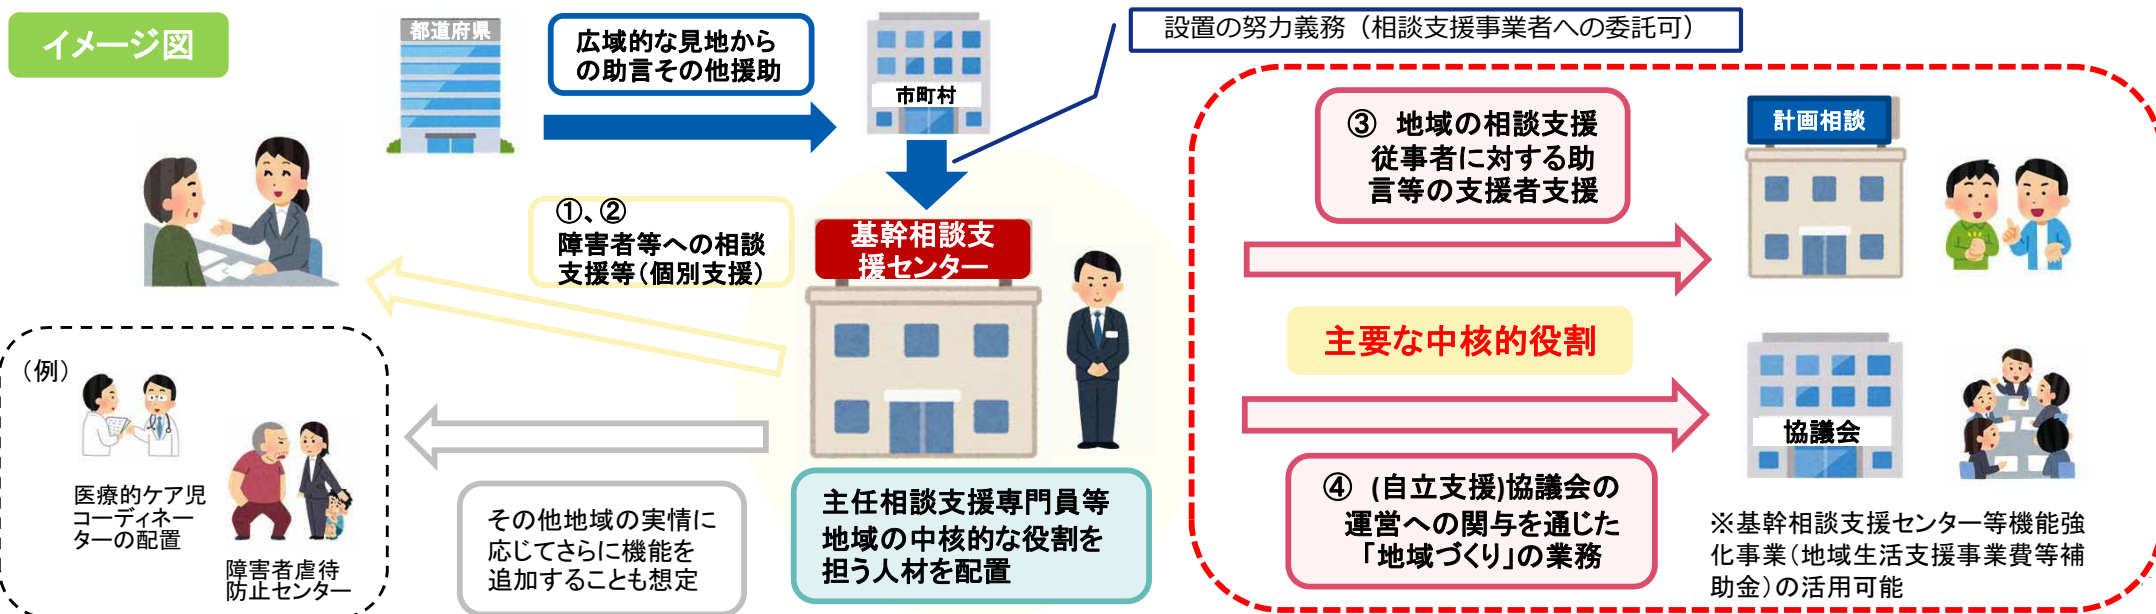 イメージ図
都道府県
広域的な見地から
の助言その他援助
市町村
設置の努力義務（相談支援事業者への委託可）
①、②
障害者等への相談
支援等（個別支援）
基幹相談支
援センター
③ 地域の相談支援
従事者に対する助
言等の支援者支援
計画相談
主要な中核的役割
協議会
④ (自立支援)協議会の
運営への関与を通じた
「地域づくり」の業務
※基幹相談支援センター等機能強
化事業（地域生活支援事業費等補
助金）の活用可能
主任相談支援専門員等
地域の中核的な役割を
担う人材を配置
その他地域の実情に
応じてさらに機能を
追加することも想定
（例）
医療的ケア児
コーディネー
ターの配置
障害者虐待
防止センター